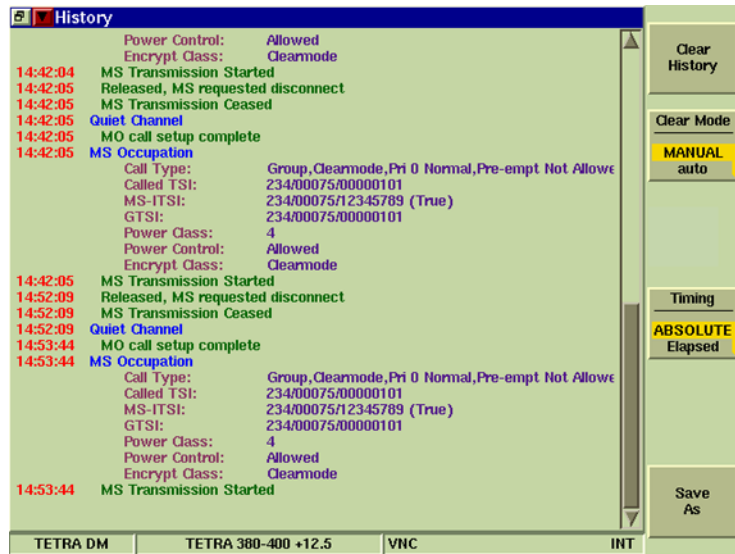 History
Power Control: Allowed
Encrypt Class: Clearmode
14:42:04 MS Transmission Started
14:42:05 Released, MS requested disconnect
14:42:05 MS Transmission Ceased
14:42:05 Quiet Channel
14:42:05 MO call setup complete
14:42:05 MS Occupation
Call Type: Group,Clearmode,Pri 0 Normal,Pre-empt Not Allowe
Called TSI: 234/00075/00000101
MS-ITSI: 234/00075/12345789 (True)
GTSI: 234/00075/00000101
Power Class: 4
Power Control: Allowed
Encrypt Class: Clearmode
14:42:05 MS Transmission Started
14:52:09 Released, MS requested disconnect
14:52:09 MS Transmission Ceased
14:52:09 Quiet Channel
14:53:44 MO call setup complete
14:53:44 MS Occupation
Call Type: Group,Clearmode,Pri 0 Normal,Pre-empt Not Allowe
Called TSI: 234/00075/00000101
MS-ITSI: 234/00075/12345789 (True)
GTSI: 234/00075/00000101
Power Class: 4
Power Control: Allowed
Encrypt Class: Clearmode
14:53:44 MS Transmission Started
TETRA DM TETRA 380-400 +12.5 VNC INT
Clear
History
Clear Mode
MANUAL
auto
Timing
ABSOLUTE
Elapsed
Save
As